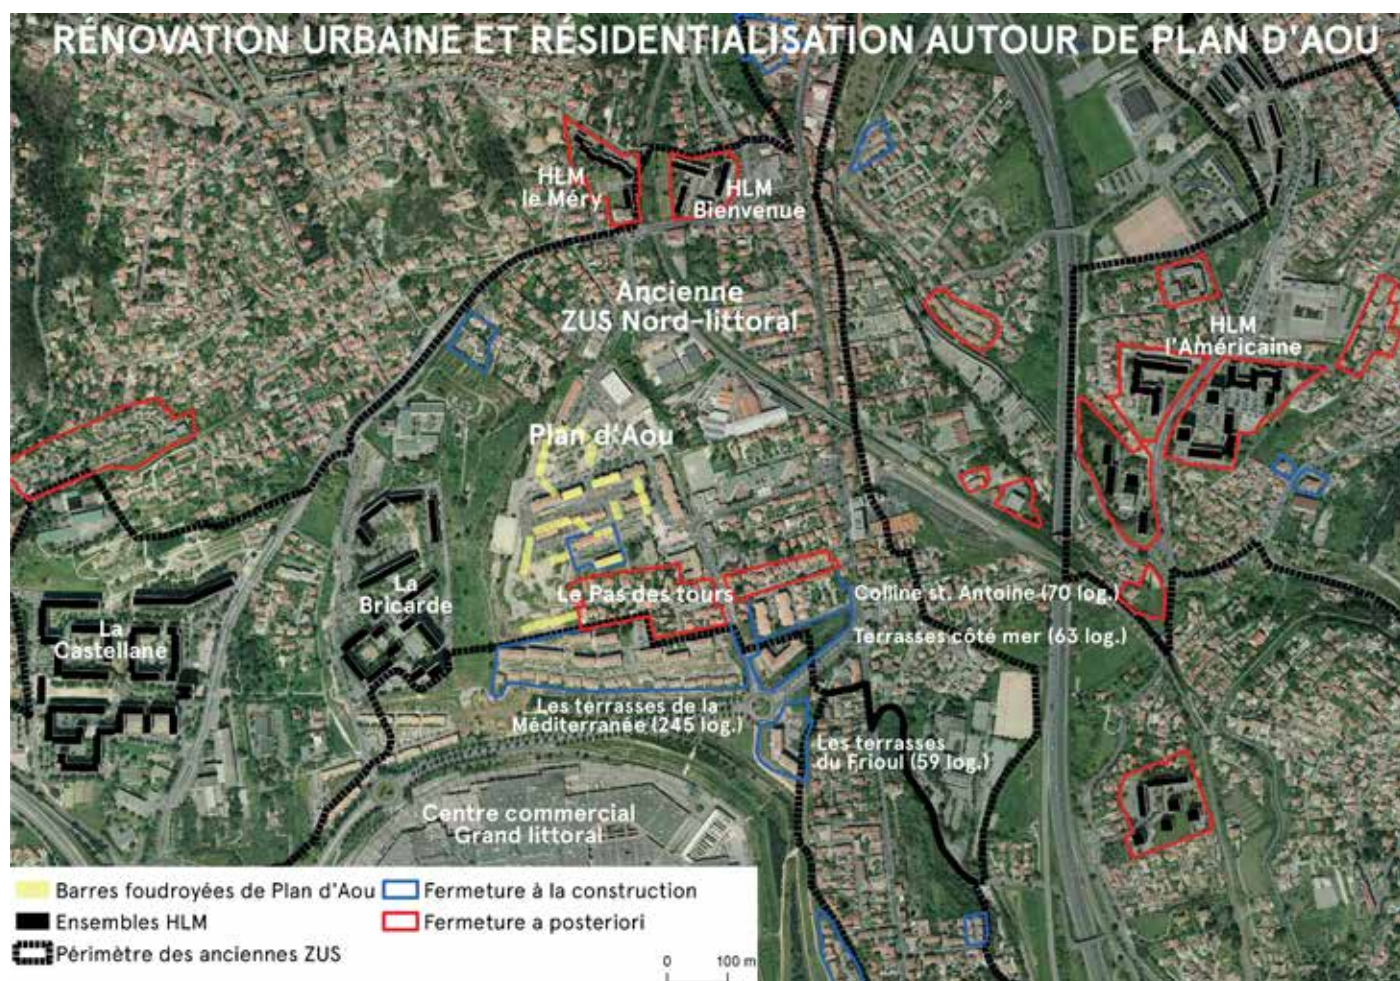 RÉNOVATION URBAINE ET RÉSIDENTIALISATION AUTOUR DE PLAN D'AOU
HLM
le Méry
HLM
Bienvenue
Ancienne
ZUS Nord-littoral
HLM
l'Américaine
Plan d'Aou
La
Bricarde
La
Castellane
Le Pas des tours
Colline st. Antoine (70 log.)
Terrasses côté mer (63 log.)
Les terrasses de la
Méditerranée (245 log.)
Les terrasses
du Frioul (59 log.)
Centre commercial
Grand littoral
Barres foudroyées de Plan d'Aou
Fermeture à la construction
Ensembles HLM
Fermeture a posteriori
Périmètre des anciennes ZUS
0 100 m